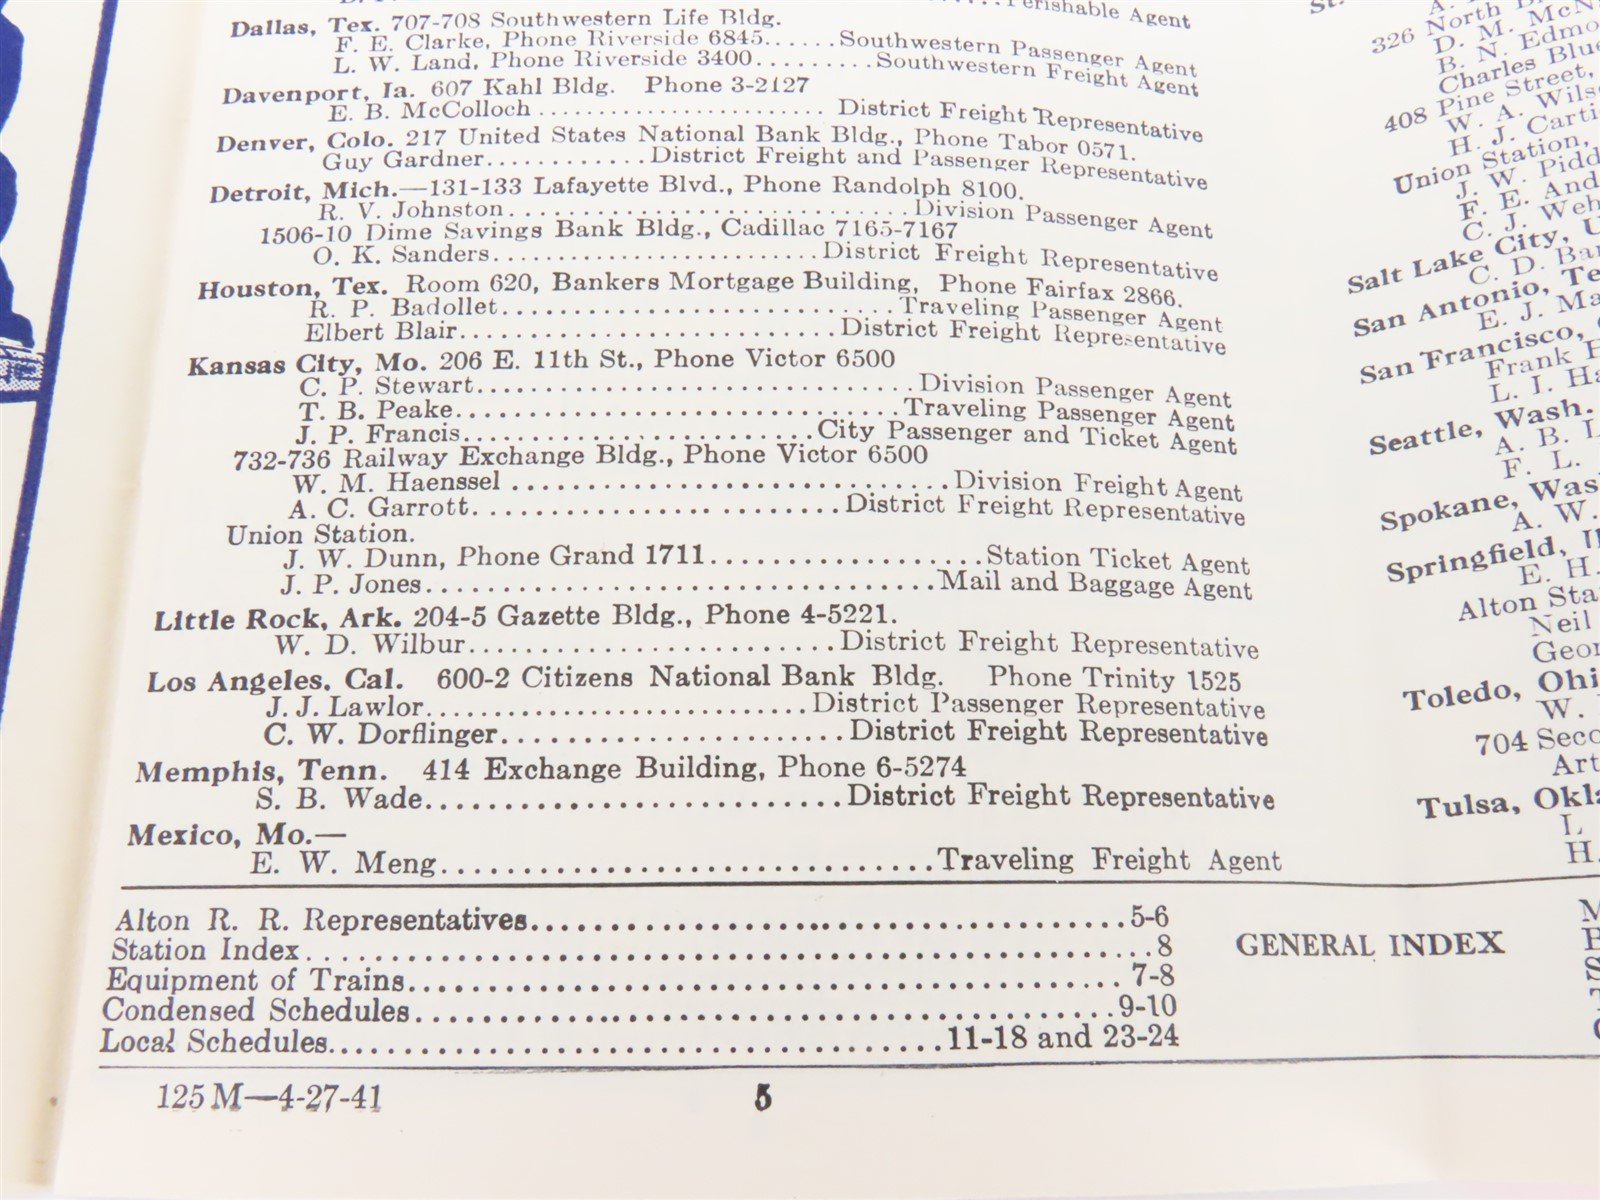 Perishable Agent
Dallas, Tex. 707-708 Southwestern Life Bldg.
F. E. Clarke, Phone Riverside 6845......Southwestern Passenger Agent
L. W. Land, Phone Riverside 3400.........Southwestern Freight Agent
Davenport, Ia. 607 Kahl Bldg. Phone 3-2127
E. B. McColloch....................... District Freight Representative
Denver, Colo. 217 United States National Bank Bldg., Phone Tabor 0571.
Guy Gardner............District Freight and Passenger Representative
Detroit, Mich.—131-133 Lafayette Blvd., Phone Randolph 8100.
R. V. Johnston............................Division Passenger Agent
1506-10 Dime Savings Bank Bldg., Cadillac 7165-7167
O. K. Sanders.........................District Freight Representative
Houston, Tex. Room 620, Bankers Mortgage Building, Phone Fairfax 2866.
R. P. Badollet............................Traveling Passenger Agent
Elbert Blair..........................District Freight Representative
Kansas City, Mo. 206 E. 11th St., Phone Victor 6500
C. P. Stewart..............................Division Passenger Agent
T. B. Peake..............................Traveling Passenger Agent
J. P. Francis........................City Passenger and Ticket Agent
732-736 Railway Exchange Bldg., Phone Victor 6500
W. M. Haenssel..............................Division Freight Agent
A. C. Garrott.........................District Freight Representative
Union Station.
J. W. Dunn, Phone Grand 1711...................Station Ticket Agent
J. P. Jones...................................Mail and Baggage Agent
Little Rock, Ark. 204-5 Gazette Bldg., Phone 4-5221.
W. D. Wilbur.........................District Freight Representative
Los Angeles, Cal. 600-2 Citizens National Bank Bldg. Phone Trinity 1525
J. J. Lawlor..........................District Passenger Representative
C. W. Dorflinger.......................District Freight Representative
Memphis, Tenn. 414 Exchange Building, Phone 6-5274
S. B. Wade............................District Freight Representative
Mexico, Mo.—
E. W. Meng.................................Traveling Freight Agent
Alton R. R. Representatives.......................................5-6
Station Index..................................................8
Equipment of Trains...........................................7-8
Condensed Schedules..........................................9-10
Local Schedules.....................................11-18 and 23-24
125 M—4-27-41
5
St.
326 North
D. M.
B. N.
Charles
408 Pine Street,
W. A.
H. J.
Union Station,
J. W.
F. E.
C. J.
Salt Lake City,
C. D.
San Antonio,
E. J.
San Francisco,
Frank
L. I.
Seattle, Wash.
A. B.
F. L.
Spokane,
A. W.
Springfield,
E. H.
Alton
Neil
Toledo,
W.
704
Tulsa,
L
H.
GENERAL INDEX